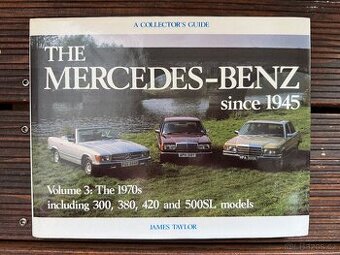 A COLLECTOR'S GUIDE
THE
MERCEDES-BENZ
since 1945
Volume 3: The 1970s
including 300, 380, 420 and 500SL models
JAMES TAYLOR